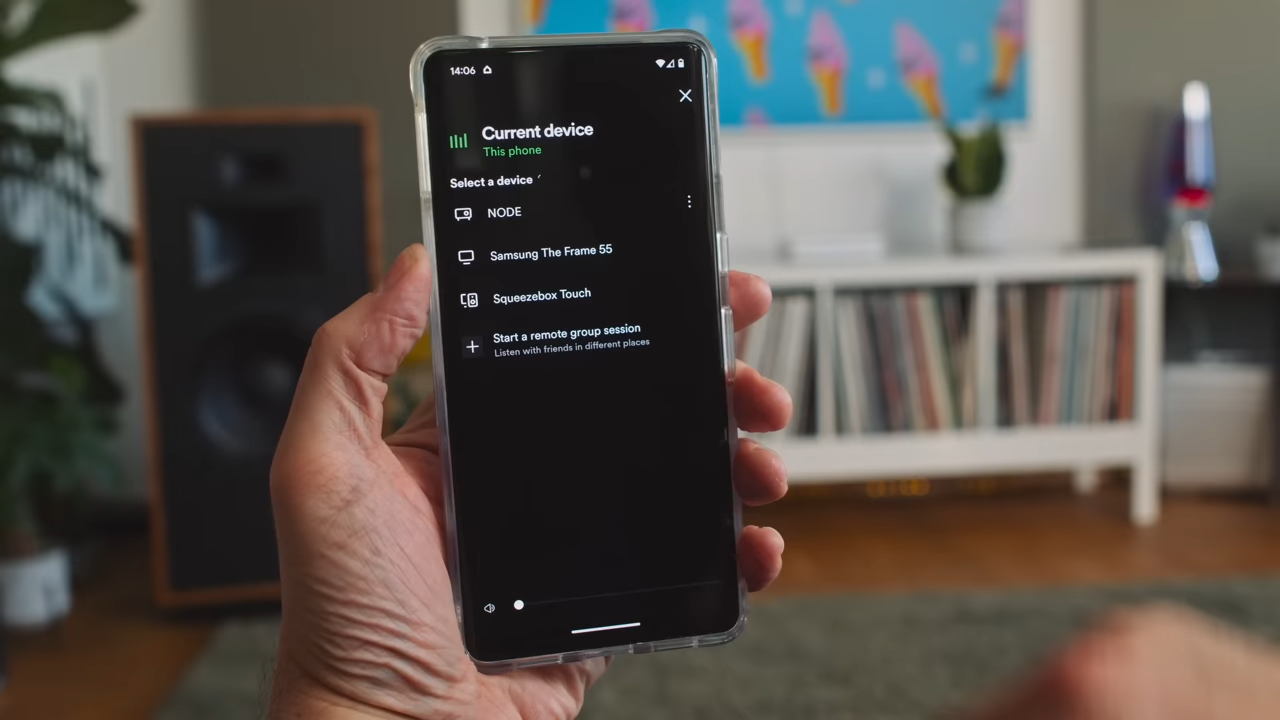 14:06
Current device
This phone
Select a device
NODE
Samsung The Frame 55
Squeezebox Touch
Start a remote group session
Listen with friends in different places